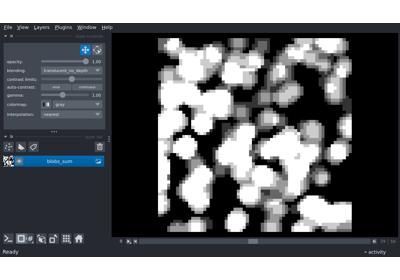 File View Layers Plugins Window Help
opacity: 1.00
blending: translucent_no_depth
contrast limits:
auto-contrast: once continuous
gamma: 1.00
colormap: gray
interpolation: nearest
blobs_sum
Ready
activity